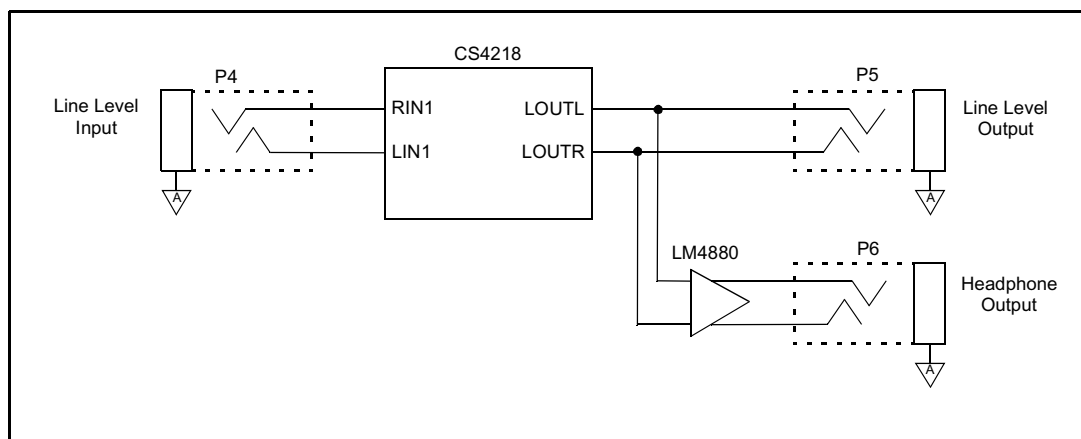 CS4218
P4
P5
Line Level
Input
RIN1
LOUTL
Line Level
Output
LIN1
LOUTR
A
A
LM4880
P6
Headphone
Output
A